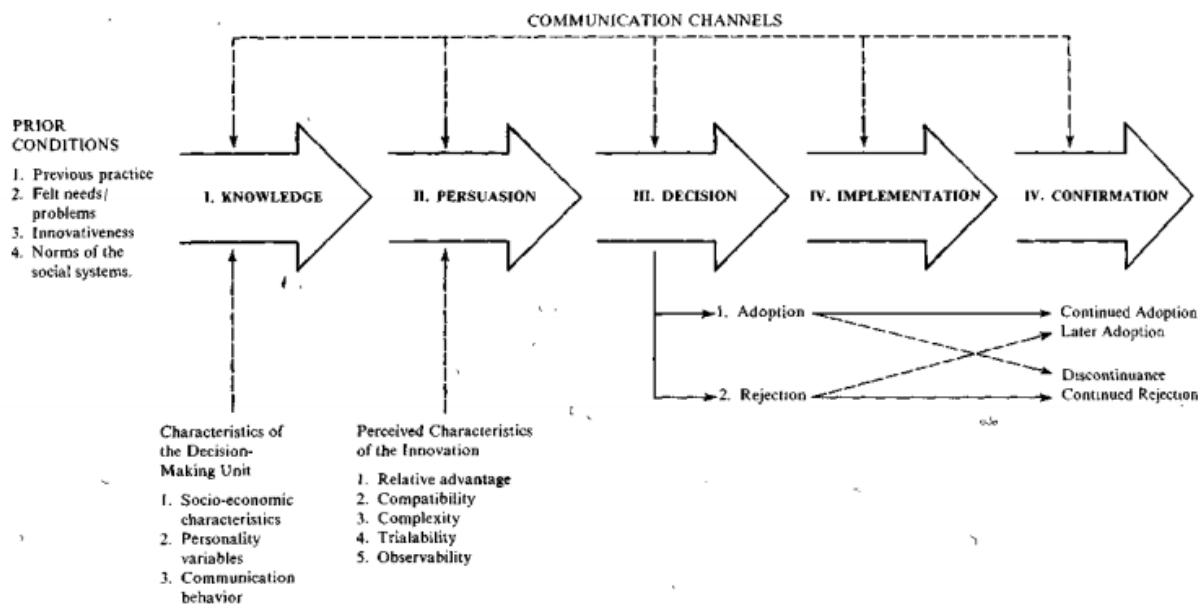 COMMUNICATION CHANNELS
PRIOR
CONDITIONS
1. Previous practice
2. Felt needs/
problems
3. Innovativeness
4. Norms of the
social systems.
I. KNOWLEDGE
II. PERSUASION
III. DECISION
IV. IMPLEMENTATION
IV. CONFIRMATION
1. Adoption
2. Rejection
Continued Adoption
Later Adoption
Discontinuance
Continued Rejection
Characteristics of
the Decision-
Making Unit
1. Socio-economic
characteristics
2. Personality
variables
3. Communication
behavior
Perceived Characteristics
of the Innovation
1. Relative advantage
2. Compatibility
3. Complexity
4. Trialability
5. Observability